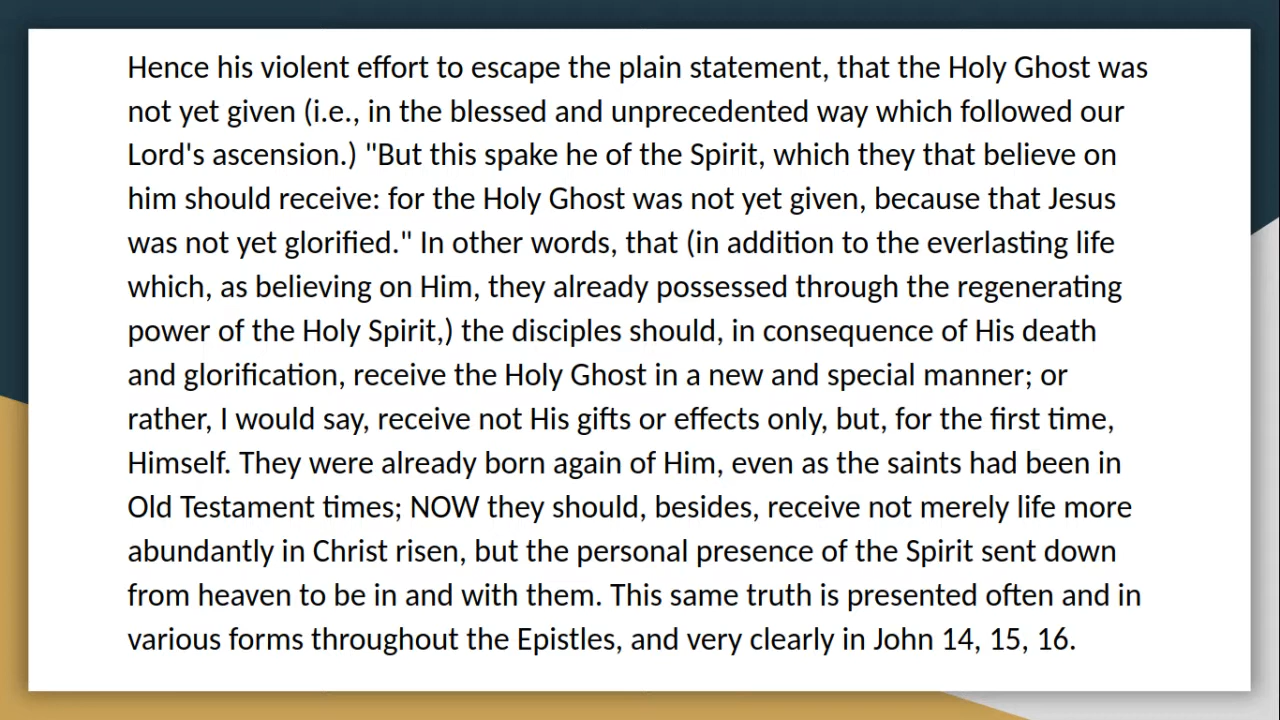 Hence his violent effort to escape the plain statement, that the Holy Ghost was
not yet given (i.e., in the blessed and unprecedented way which followed our
Lord's ascension.) "But this spake he of the Spirit, which they that believe on
him should receive: for the Holy Ghost was not yet given, because that Jesus
was not yet glorified." In other words, that (in addition to the everlasting life
which, as believing on Him, they already possessed through the regenerating
power of the Holy Spirit,) the disciples should, in consequence of His death
and glorification, receive the Holy Ghost in a new and special manner; or
rather, I would say, receive not His gifts or effects only, but, for the first time,
Himself. They were already born again of Him, even as the saints had been in
Old Testament times; NOW they should, besides, receive not merely life more
abundantly in Christ risen, but the personal presence of the Spirit sent down
from heaven to be in and with them. This same truth is presented often and in
various forms throughout the Epistles, and very clearly in John 14, 15, 16.